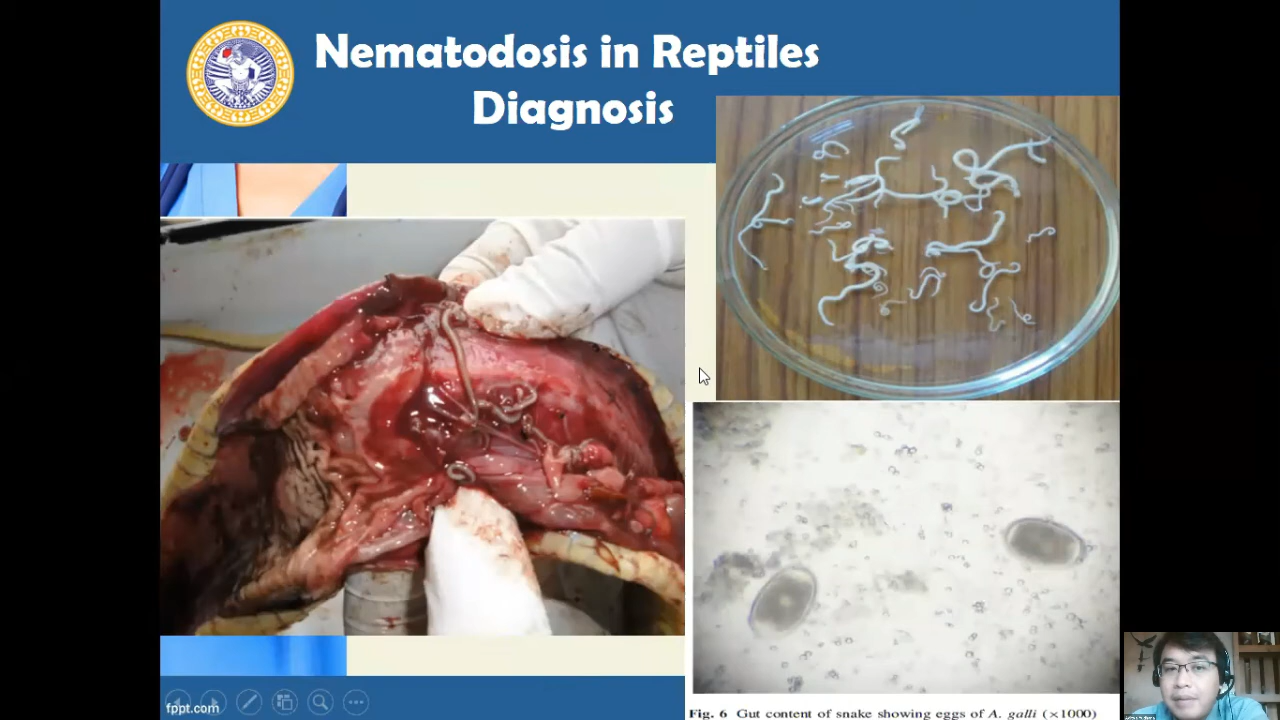 Nematodosis in Reptiles
Diagnosis
fppt.com
Fig. 6 Gut content of snake showing eggs of A. galli (×1000)